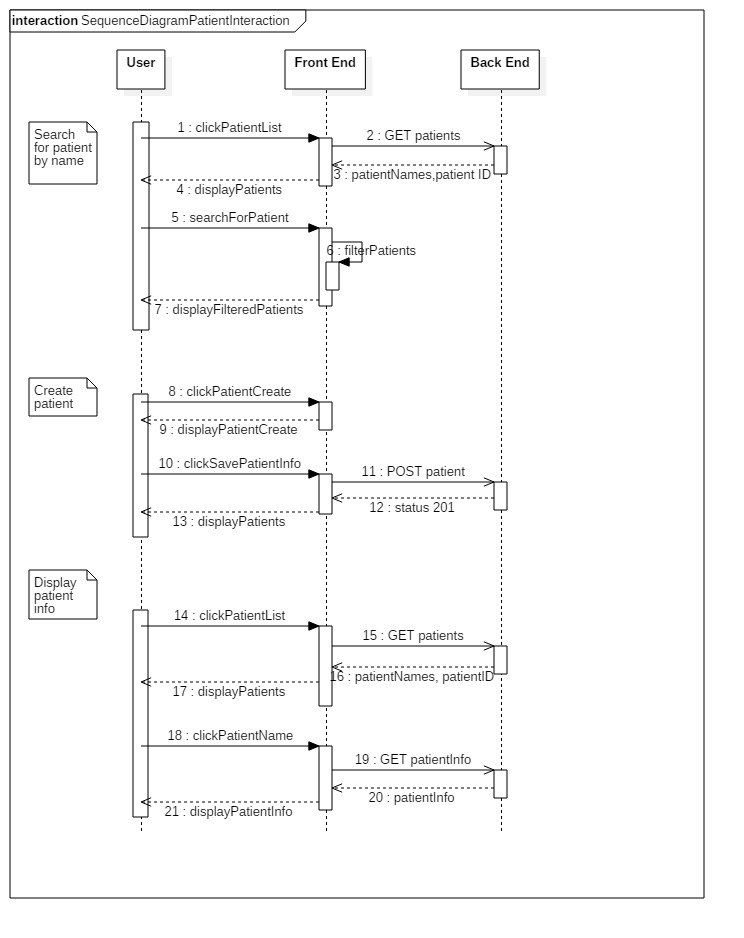 interaction SequenceDiagramPatientInteraction
User
Front End
Back End
Search
for patient
by name
1 : clickPatientList
2 : GET patients
3 : patientNames,patient ID
4 : displayPatients
5 : searchForPatient
6 : filterPatients
7 : displayFilteredPatients
Create
patient
8 : clickPatientCreate
9 : displayPatientCreate
10 : clickSavePatientInfo
11 : POST patient
12 : status 201
13 : displayPatients
Display
patient
info
14 : clickPatientList
15 : GET patients
16 : patientNames, patientID
17 : displayPatients
18 : clickPatientName
19 : GET patientInfo
20 : patientInfo
21 : displayPatientInfo